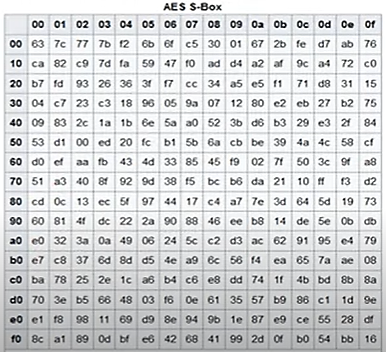 AES S-Box
00 01 02 03 04 05 06 07 08 09 0a 0b 0c 0d 0e 0f
00 63 7c 77 7b f2 6b 6f c5 30 01 67 2b fe d7 ab 76
10 ca 82 c9 7d fa 59 47 f0 ad d4 a2 af 9c a4 72 c0
20 b7 fd 93 26 36 3f f7 cc 34 a5 e5 f1 71 d8 31 15
30 04 c7 23 c3 18 96 05 9a 07 12 80 e2 eb 27 b2 75
40 09 83 2c 1a 1b 6e 5a a0 52 3b d6 b3 29 e3 2f 84
50 53 d1 00 ed 20 fc b1 5b 6a cb be 39 4a 4c 58 cf
60 d0 ef aa fb 43 4d 33 85 45 f9 02 7f 50 3c 9f a8
70 51 a3 40 8f 92 9d 38 f5 bc b6 da 21 10 ff f3 d2
80 cd 0c 13 ec 5f 97 44 17 c4 a7 7e 3d 64 5d 19 73
90 60 81 4f dc 22 2a 90 88 46 ee b8 14 de 5e 0b db
a0 e0 32 3a 0a 49 06 24 5c c2 d3 ac 62 91 95 e4 79
b0 e7 c8 37 6d 8d d5 4e a9 6c 56 f4 ea 65 7a ae 08
c0 ba 78 25 2e 1c a6 b4 c6 e8 dd 74 1f 4b bd 8b 8a
d0 70 3e b5 66 48 03 f6 0e 61 35 57 b9 86 c1 1d 9e
e0 e1 f8 98 11 69 d9 8e 94 9b 1e 87 e9 ce 55 28 df
f0 8c a1 89 0d bf e6 42 68 41 99 2d 0f b0 54 bb 16